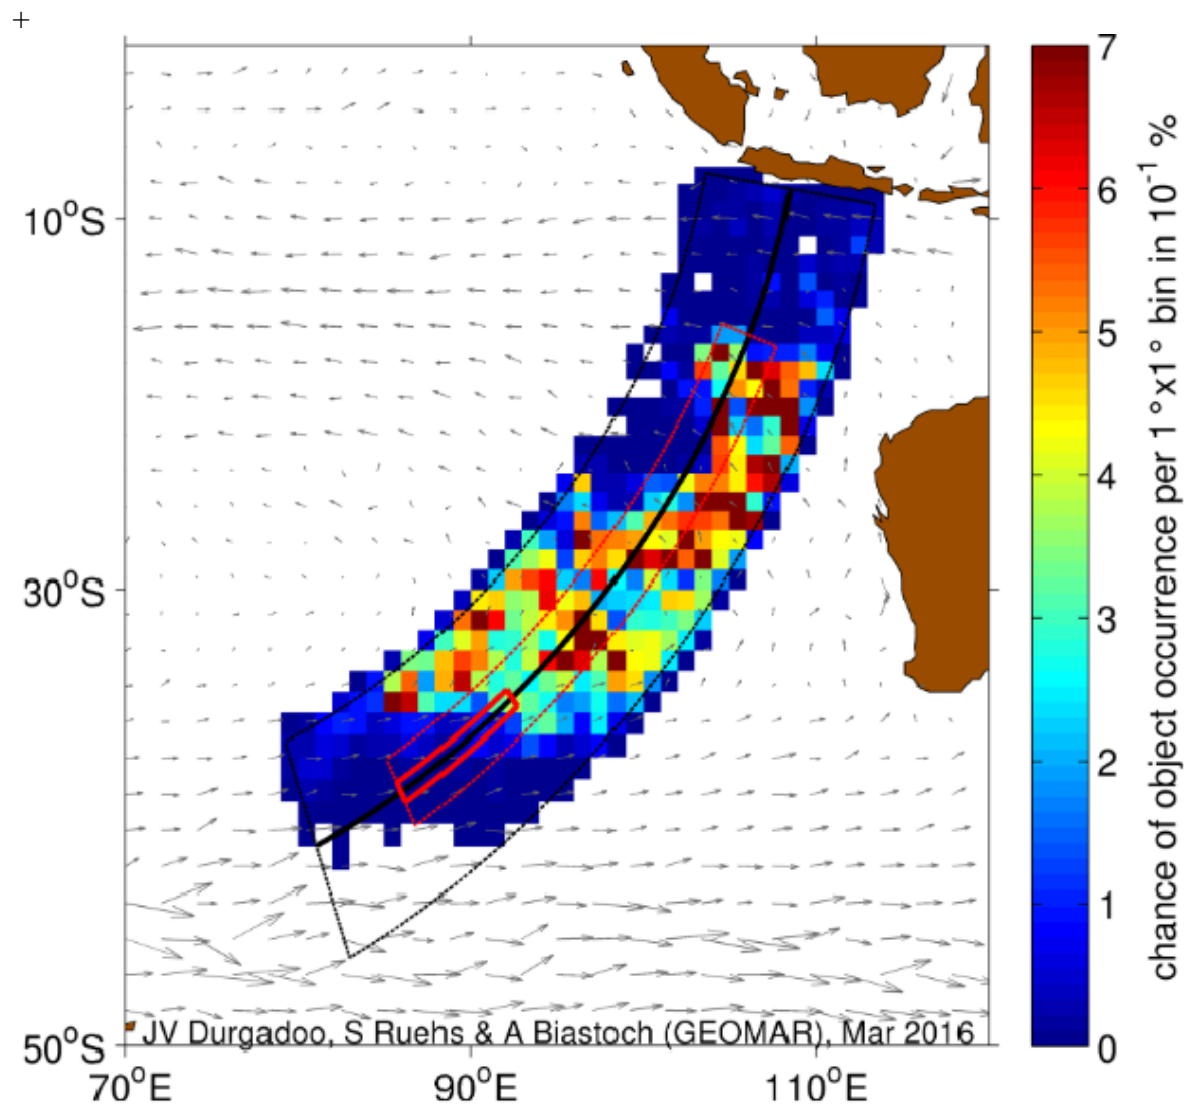 +
7
6
5
4
3
2
1
0
chance of object occurrence per 1°x1° bin in 10-1 %
10°S
30°S
50°S
JV Durgadoo, S Ruehs & A Biastoch (GEOMAR), Mar 2016
70°E 90°E 110°E